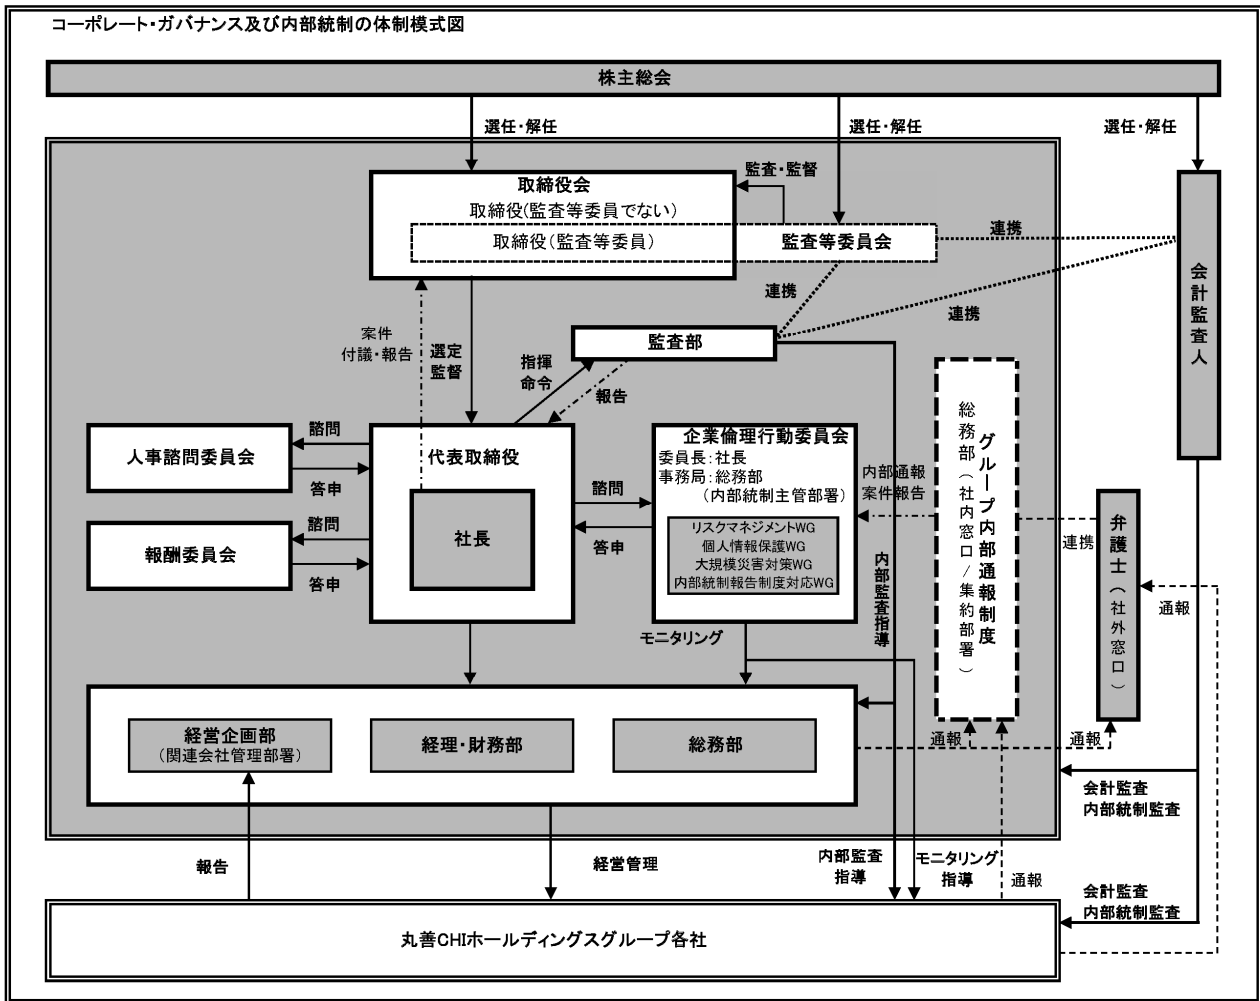 コーポレート・ガバナンス及び内部統制の体制模式図
株主総会
選任・解任
選任・解任
選任・解任
取締役会
取締役(監査等委員でない)
取締役(監査等委員)
監査・監督
監査等委員会
連携
連携
連携
会計監査人
案件
付議・報告
選定
監督
指揮
命令
監査部
報告
人事諮問委員会
諮問
答申
報酬委員会
諮問
答申
代表取締役
社長
諮問
答申
企業倫理行動委員会
委員長:社長
事務局:総務部
(内部統制主管部署)
リスクマネジメントWG
個人情報保護WG
大規模災害対策WG
内部統制報告制度対応WG
内部通報
案件報告
グループ内部通報制度
総務部(社内窓口/集約部署)
連携
弁護士(社外窓口)
通報
内部監査指導
モニタリング
経営企画部
(関連会社管理部署)
経理・財務部
総務部
通報
通報
会計監査
内部統制監査
報告
経営管理
内部監査
指導
モニタリング
指導
通報
会計監査
内部統制監査
丸善CHIホールディングスグループ各社